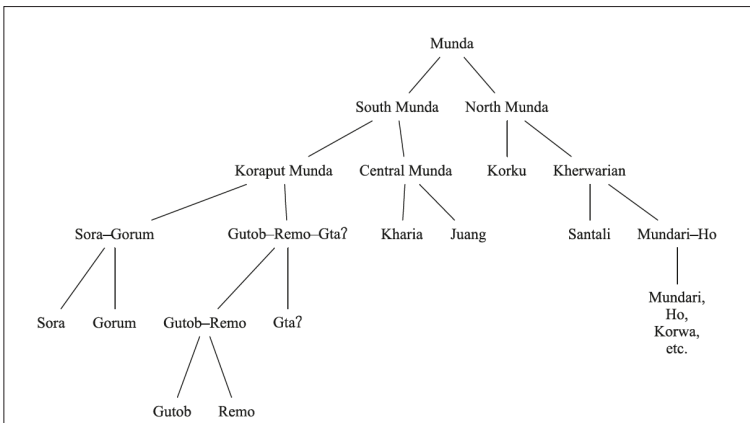 Munda
South Munda North Munda
Koraput Munda Central Munda Korku Kherwarian
Sora–Gorum Gutob–Remo–Gtaʔ Kharia Juang Santali Mundari–Ho
Mundari,
Ho,
Korwa,
etc.
Sora Gorum Gutob–Remo Gtaʔ
Gutob Remo